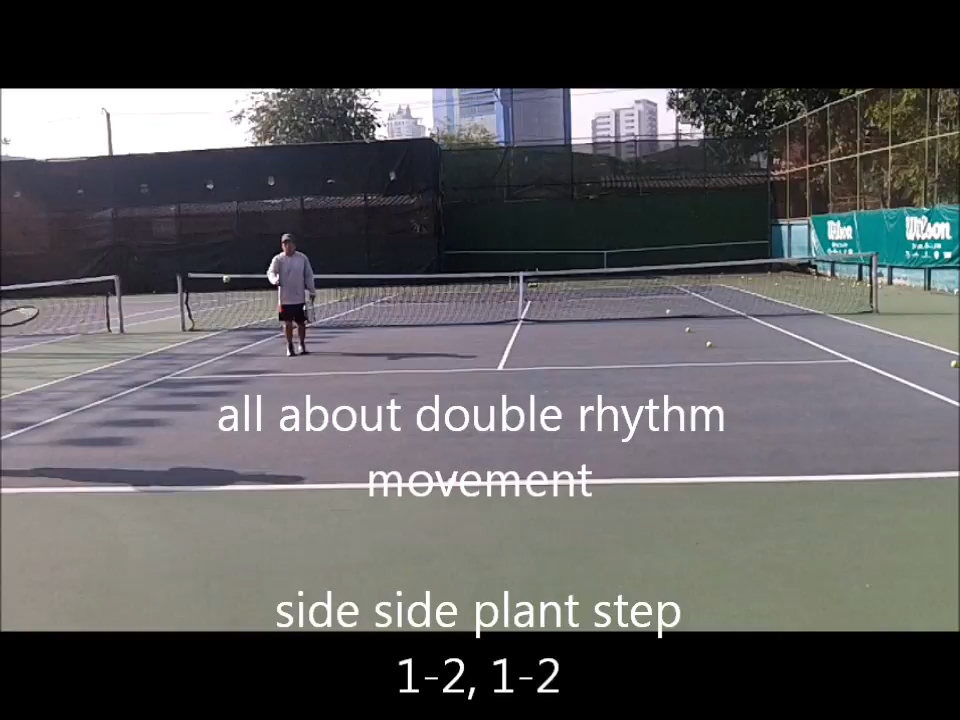 Wilson
Wilson
all about double rhythm
movement
side side plant step
1-2, 1-2